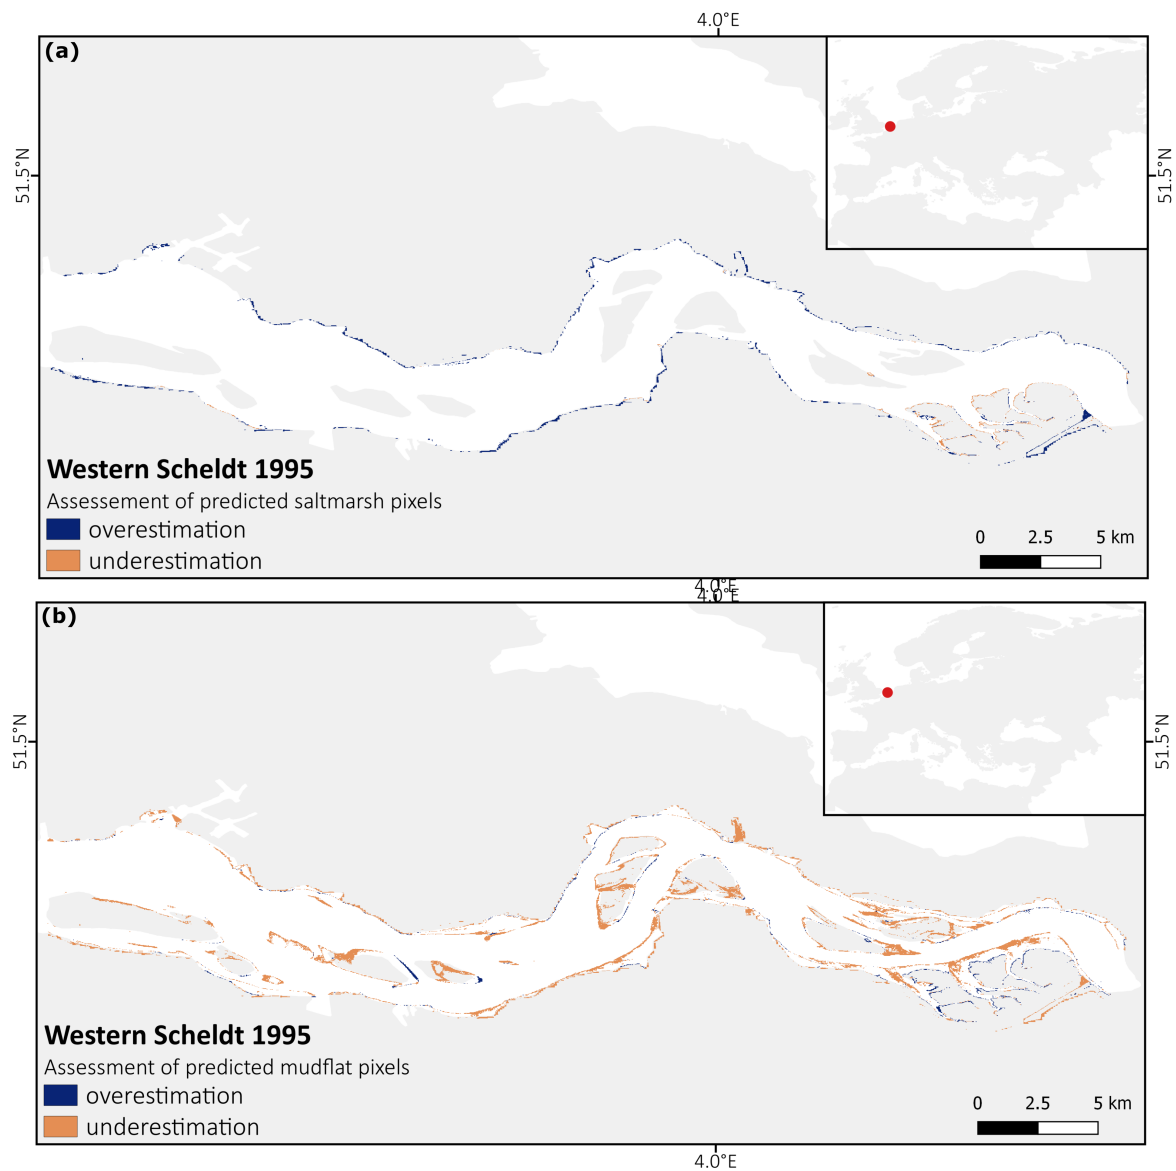 4.0°E
(a)
51.5°N
51.5°N
Western Scheldt 1995
Assessement of predicted saltmarsh pixels
overestimation
underestimation
0 2.5 5 km
4.0°E
4.0°E
(b)
51.5°N
51.5°N
Western Scheldt 1995
Assessment of predicted mudflat pixels
overestimation
underestimation
0 2.5 5 km
4.0°E